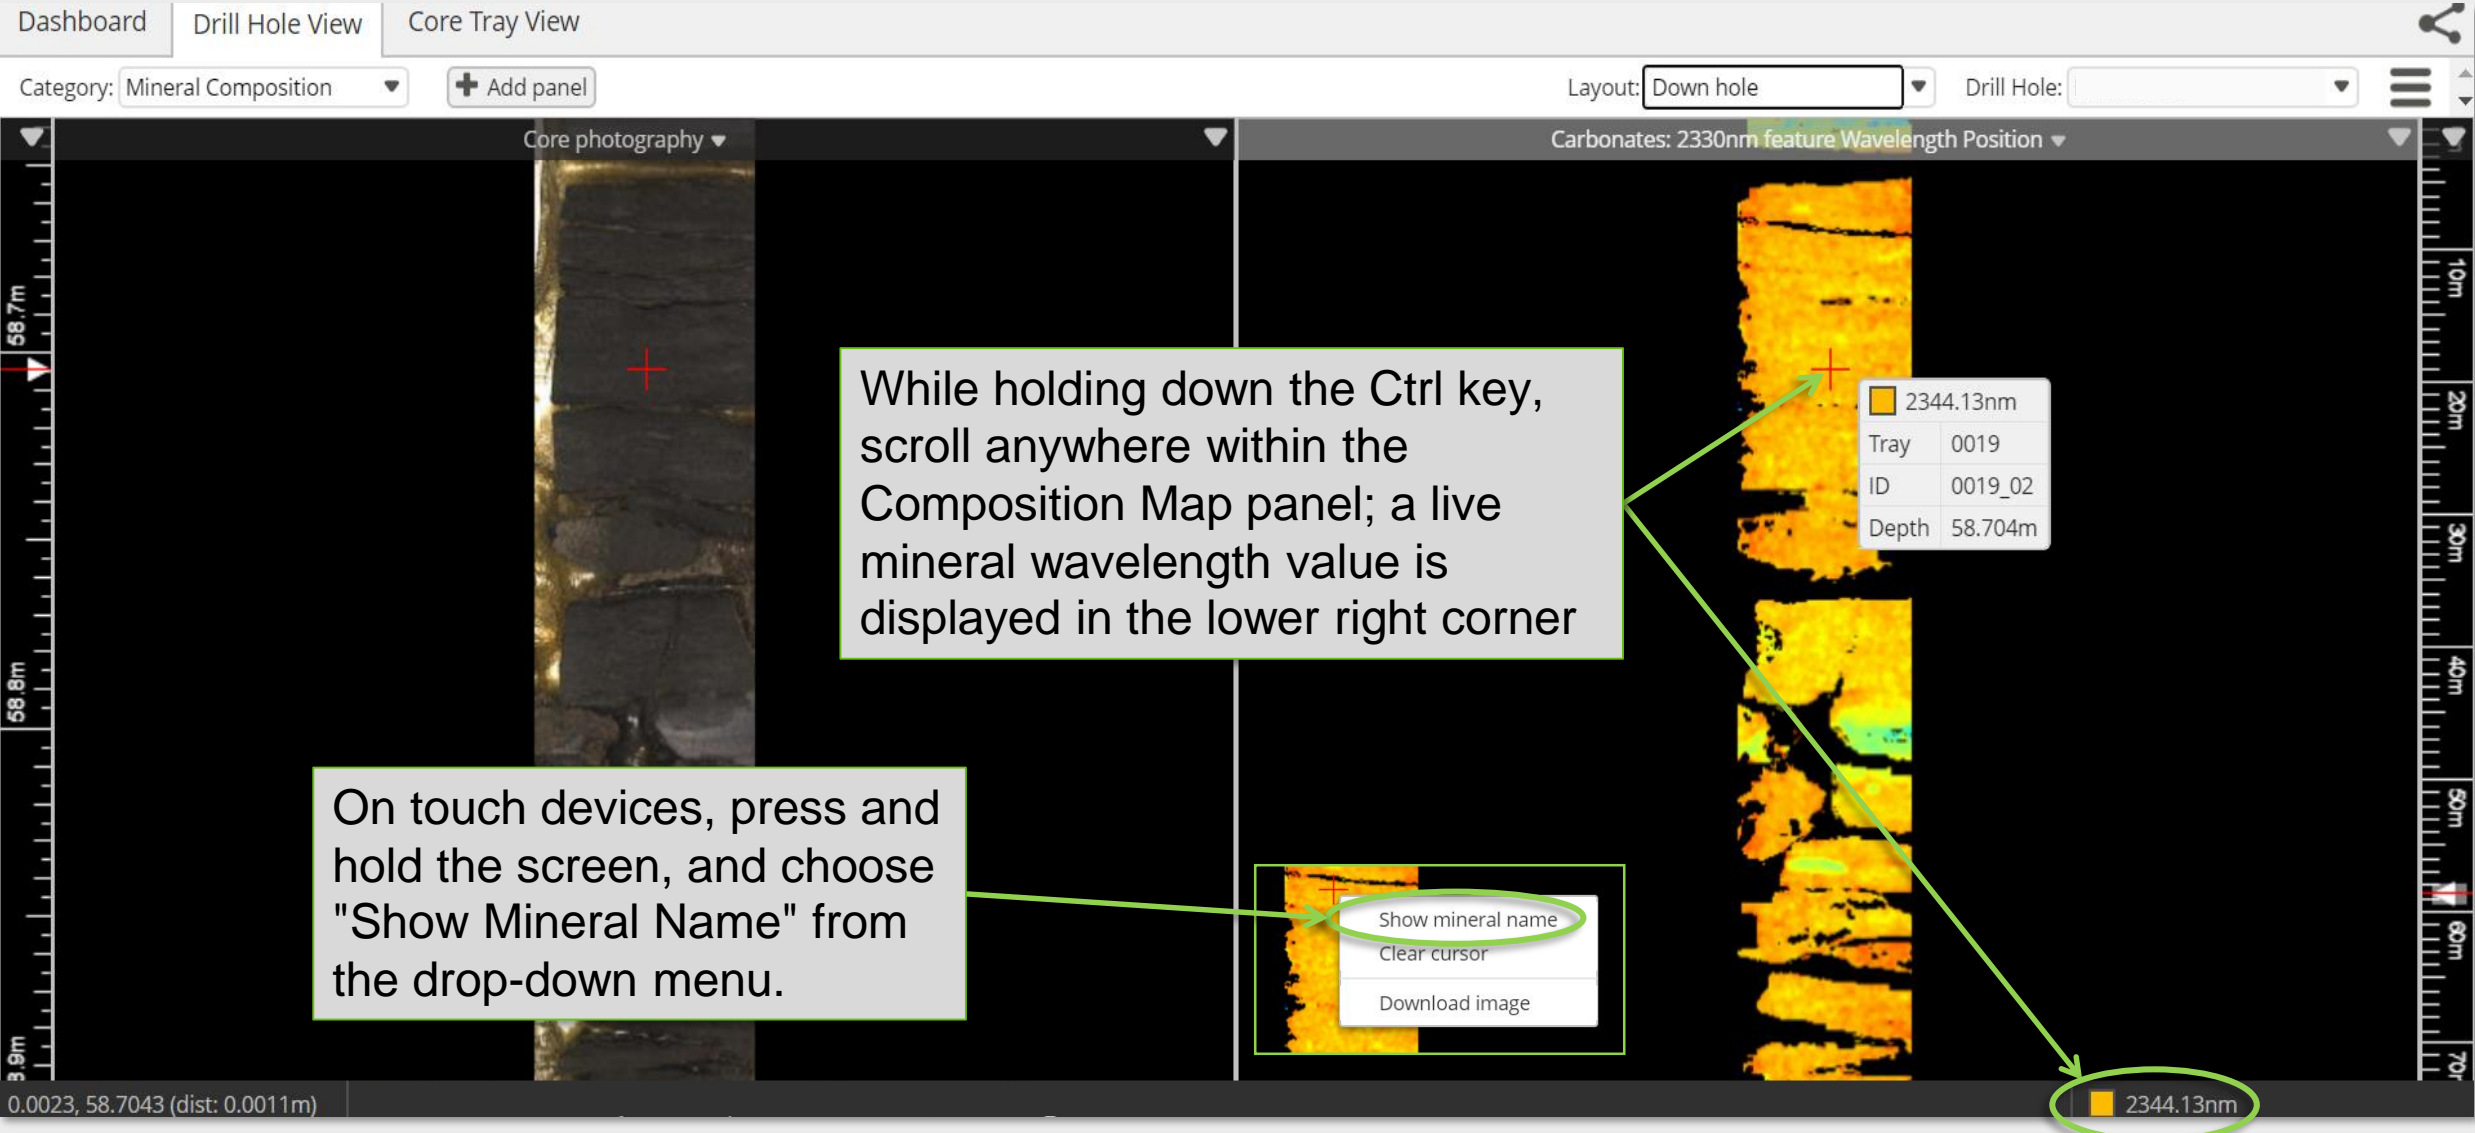 Dashboard
Drill Hole View
Core Tray View
Category: Mineral Composition
Add panel
Layout: Down hole
Drill Hole:
Core photography
Carbonates: 2330nm feature Wavelength Position
58.7m
58.8m
10m
20m
30m
40m
50m
60m
While holding down the Ctrl key,
scroll anywhere within the
Composition Map panel; a live
mineral wavelength value is
displayed in the lower right corner
2344.13nm
Tray 0019
ID 0019_02
Depth 58.704m
On touch devices, press and
hold the screen, and choose
"Show Mineral Name" from
the drop-down menu.
Show mineral name
Clear cursor
Download image
0.0023, 58.7043 (dist: 0.0011m)
2344.13nm